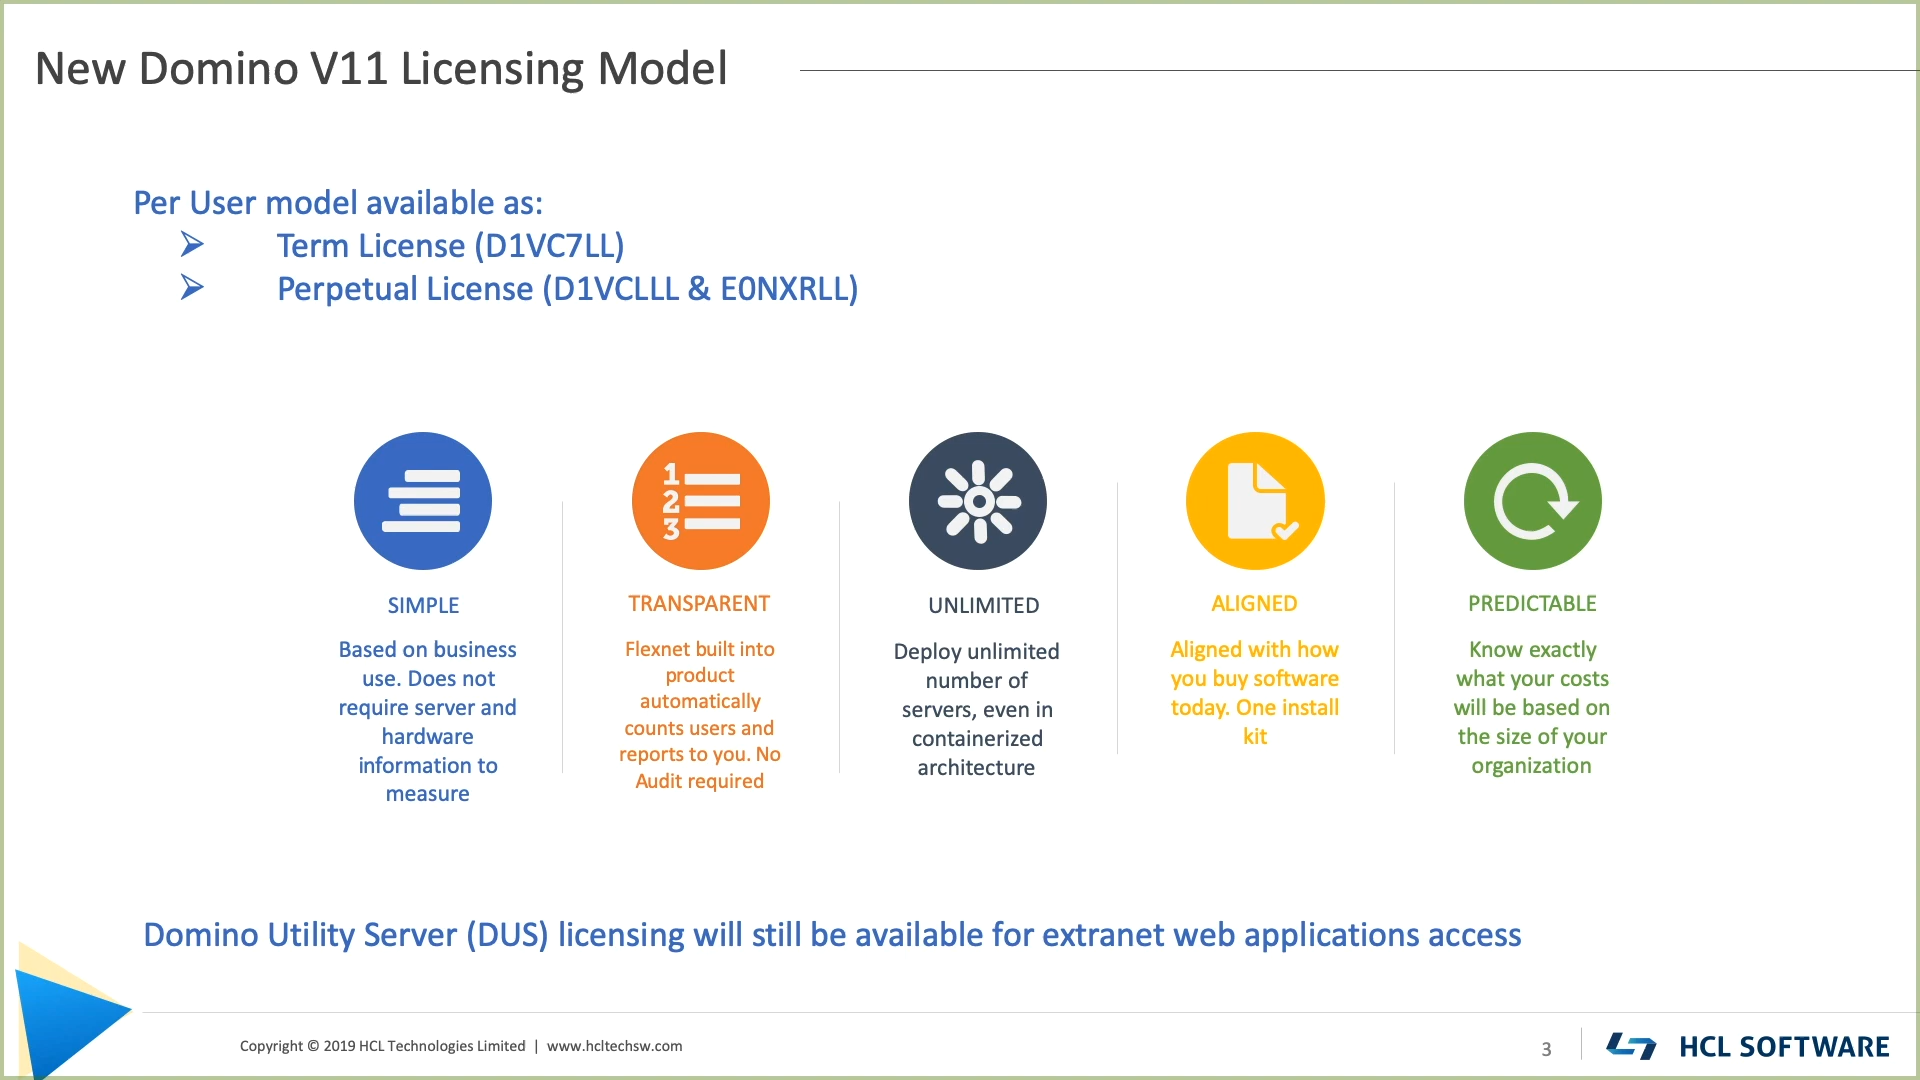 New Domino V11 Licensing Model
Per User model available as:
➢ Term License (D1VC7LL)
➢ Perpetual License (D1VCLLL & E0NXRLL)
1
2
3
SIMPLE
Based on business
use. Does not
require server and
hardware
information to
measure
TRANSPARENT
Flexnet built into
product
automatically
counts users and
reports to you. No
Audit required
UNLIMITED
Deploy unlimited
number of
servers, even in
containerized
architecture
ALIGNED
Aligned with how
you buy software
today. One install
kit
PREDICTABLE
Know exactly
what your costs
will be based on
the size of your
organization
Domino Utility Server (DUS) licensing will still be available for extranet web applications access
Copyright © 2019 HCL Technologies Limited | www.hcltechsw.com
3
HCL SOFTWARE